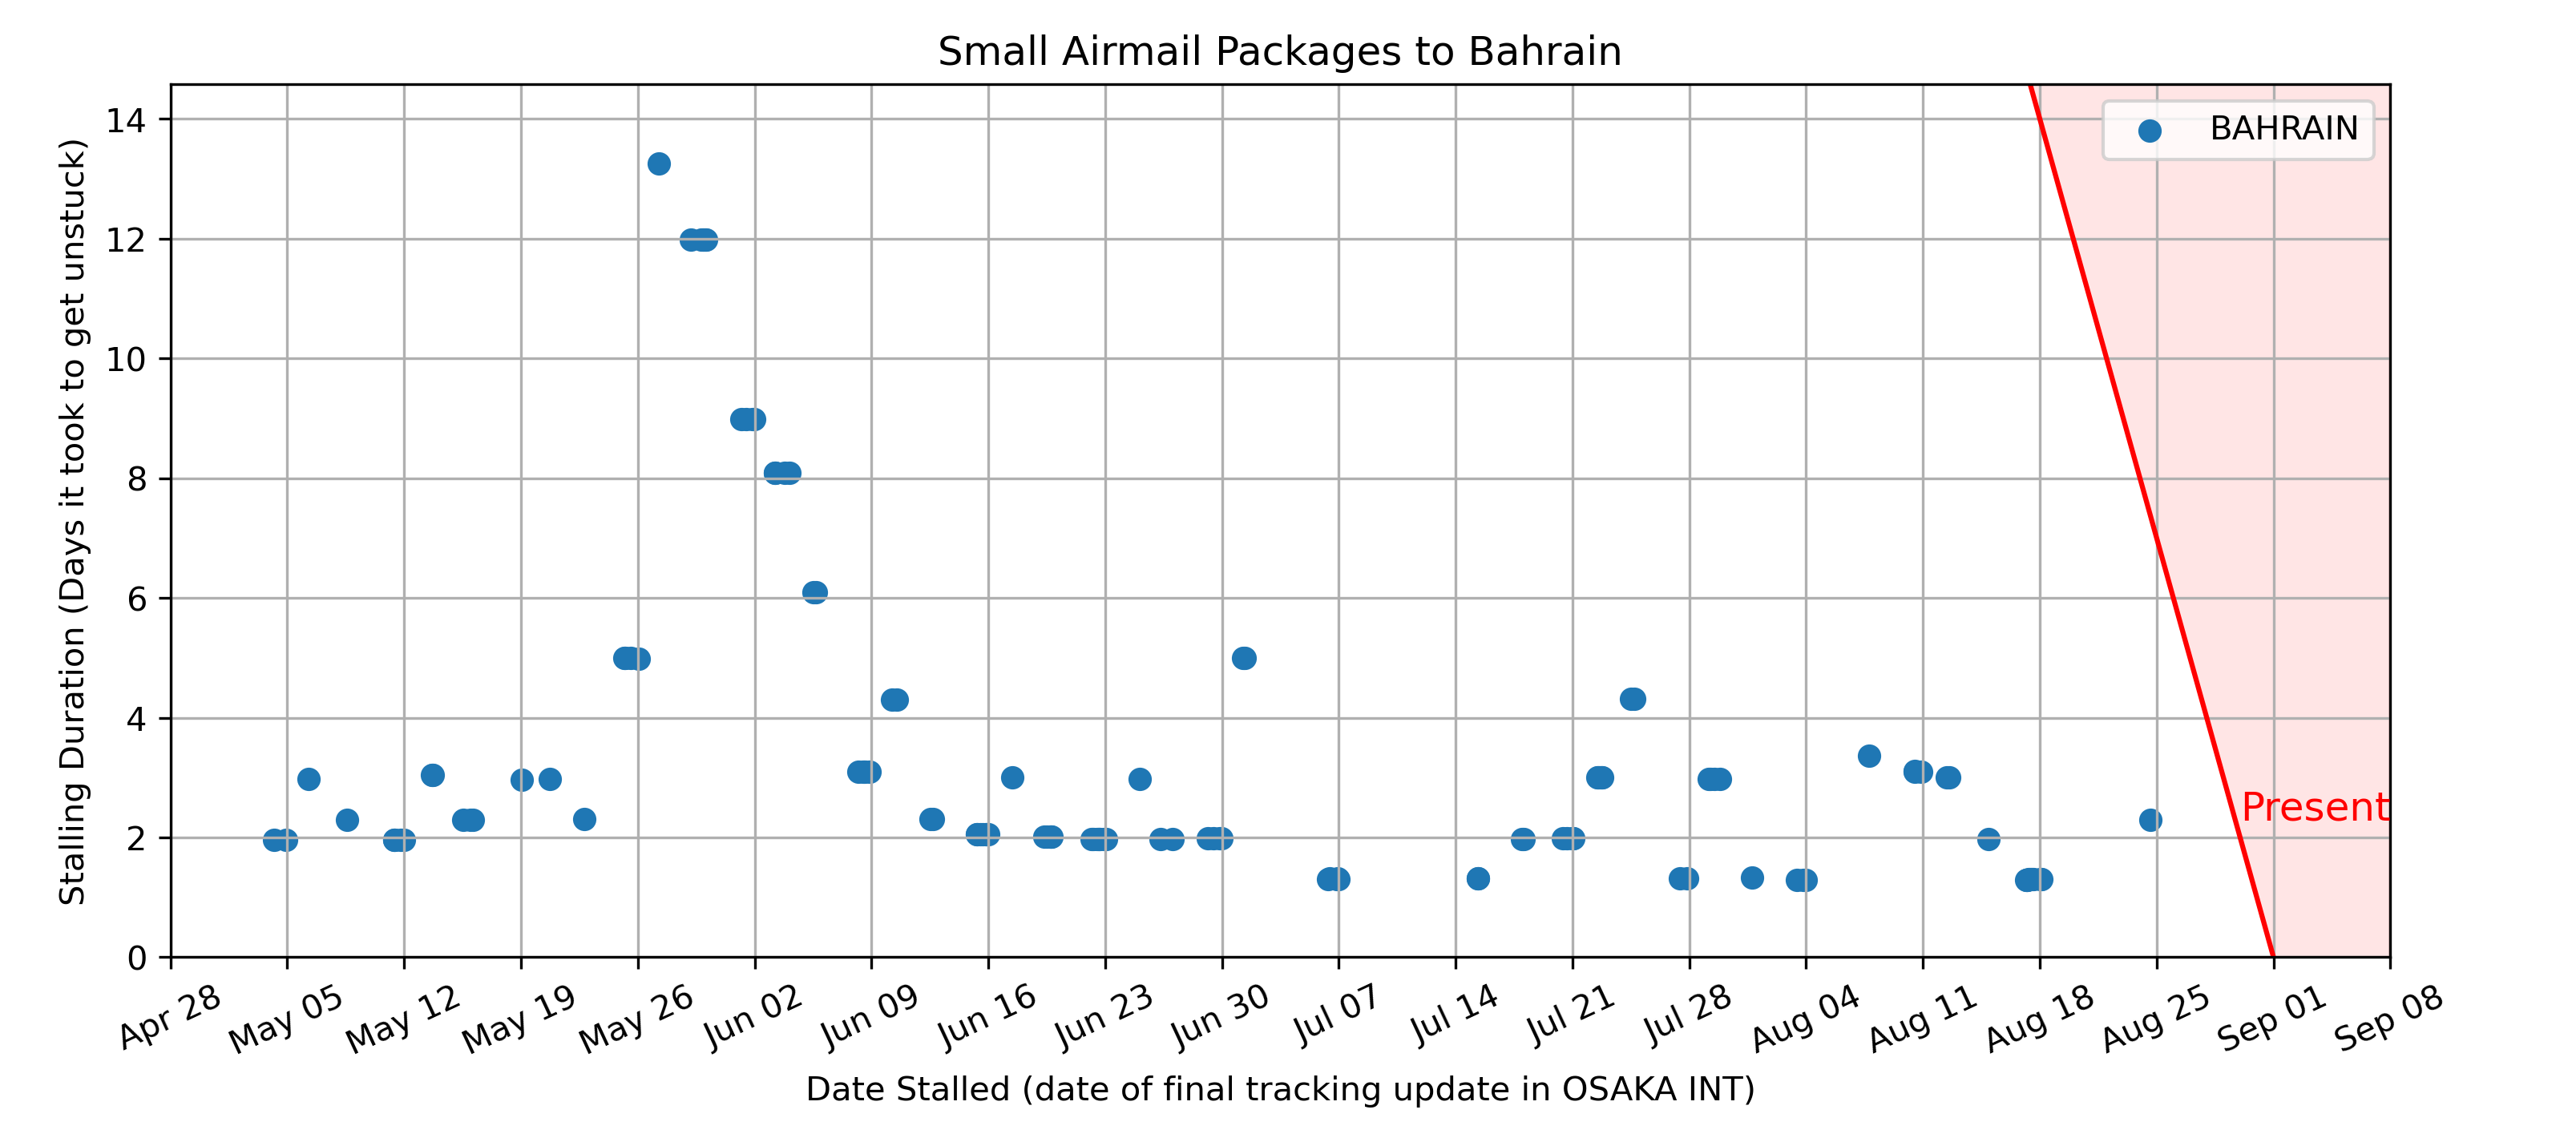 Small Airmail Packages to Bahrain
Stalling Duration (Days it took to get unstuck)
14
12
10
8
6
4
2
0
BAHRAIN
Present
Apr 28
May 05
May 12
May 19
May 26
Jun 02
Jun 09
Jun 16
Jun 23
Jun 30
Jul 07
Jul 14
Jul 21
Jul 28
Aug 04
Aug 11
Aug 18
Aug 25
Sep 01
Sep 08
Date Stalled (date of final tracking update in OSAKA INT)